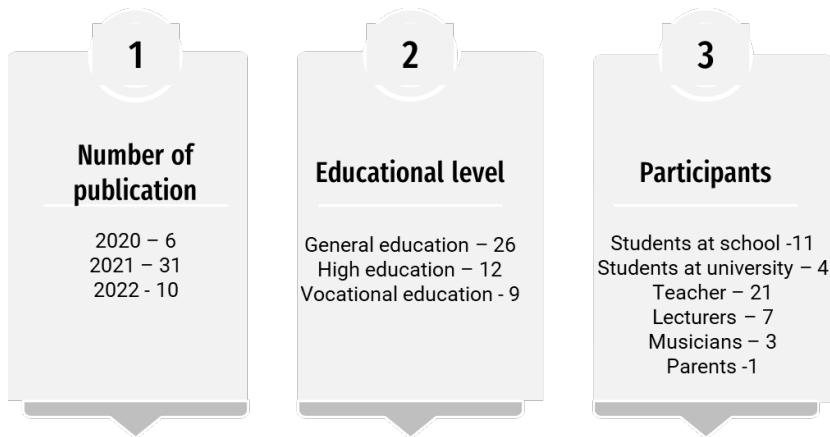 1
Number of
publication
2020 – 6
2021 – 31
2022 - 10
2
Educational level
General education – 26
High education – 12
Vocational education - 9
3
Participants
Students at school -11
Students at university – 4
Teacher – 21
Lecturers – 7
Musicians – 3
Parents -1